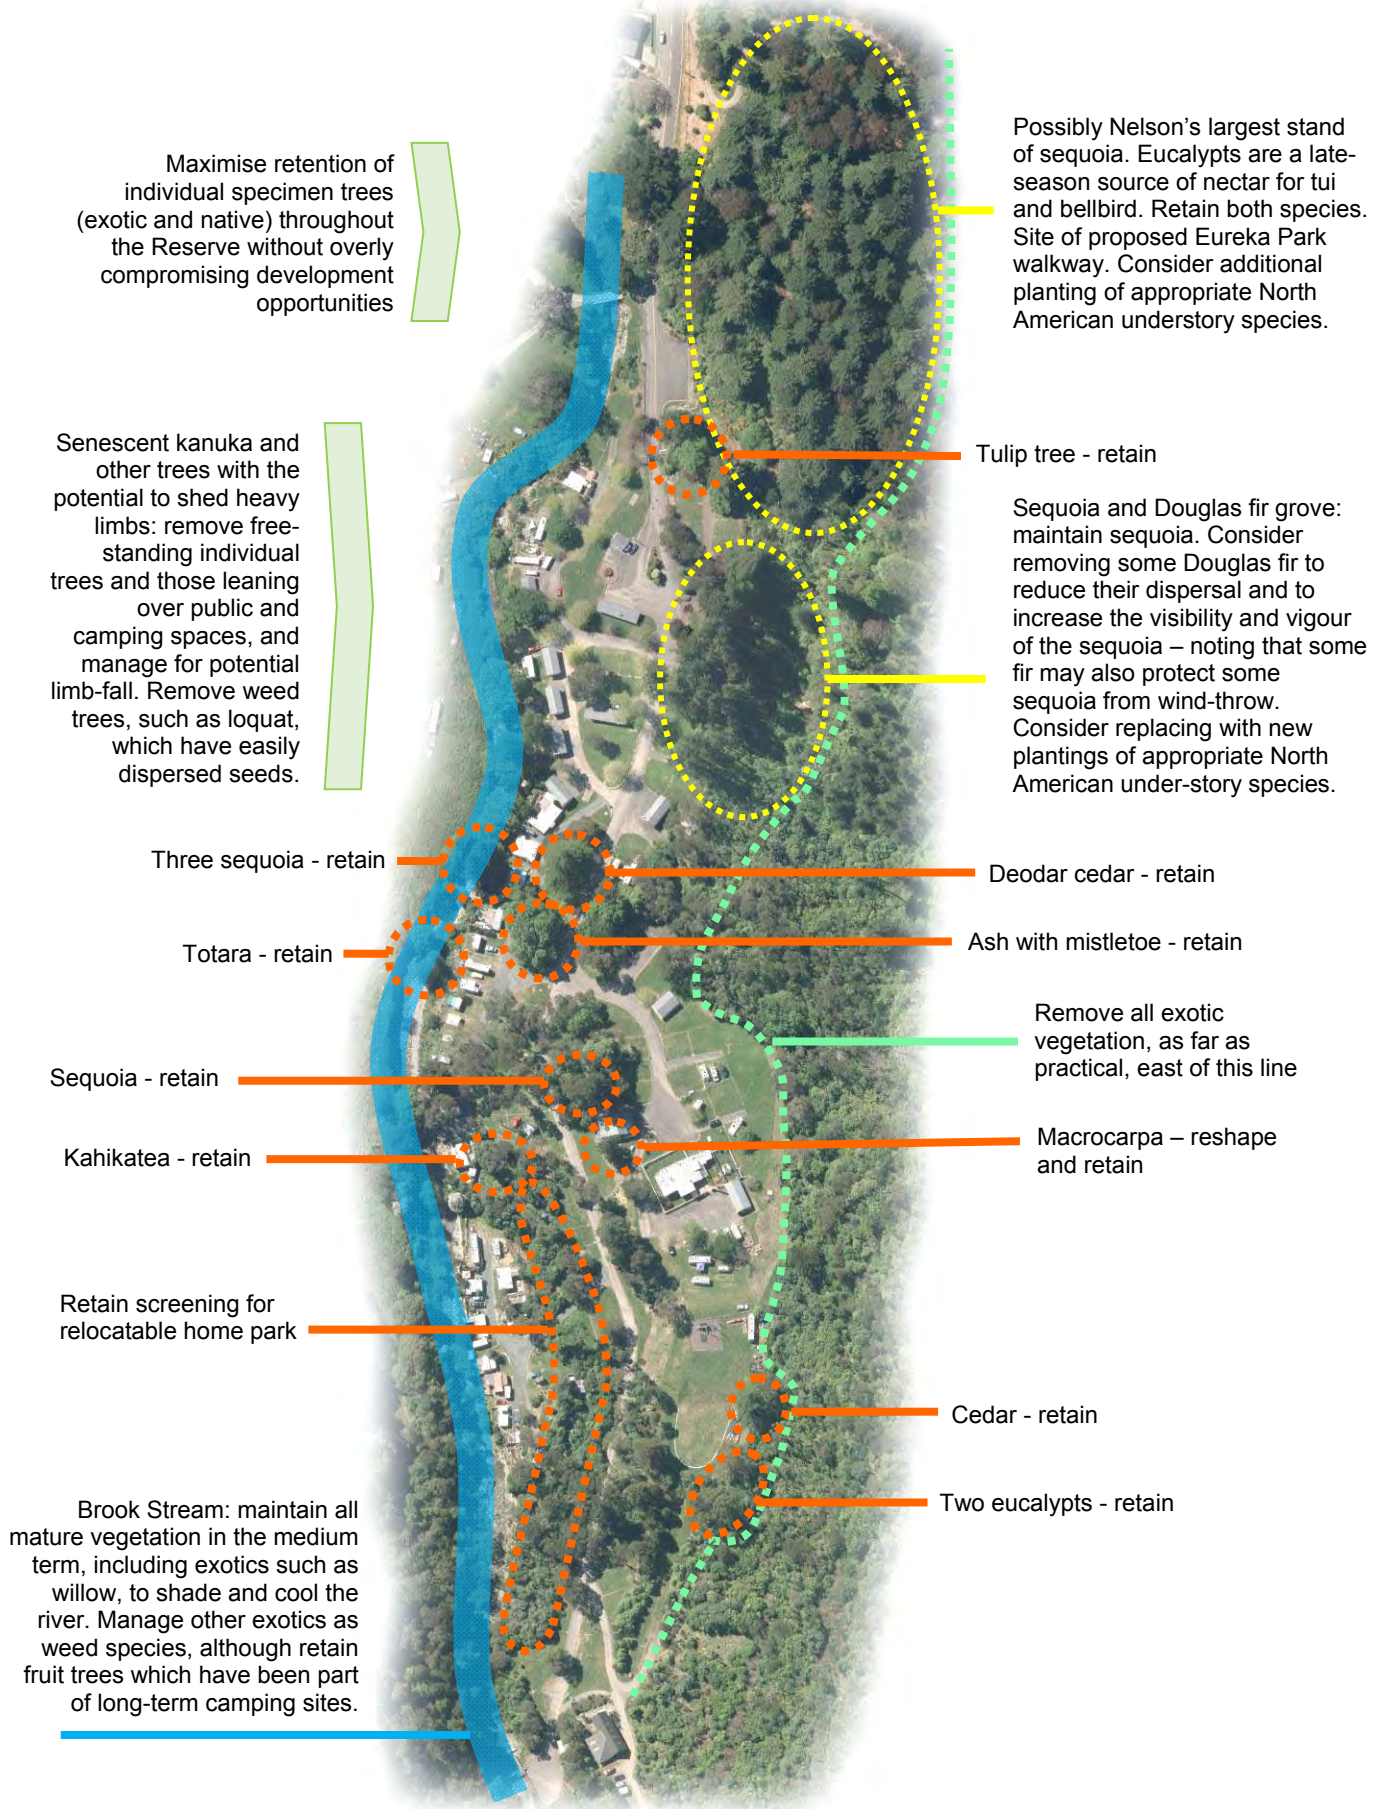 Maximise retention of
individual specimen trees
(exotic and native) throughout
the Reserve without overly
compromising development
opportunities
Possibly Nelson’s largest stand
of sequoia. Eucalypts are a late-
season source of nectar for tui
and bellbird. Retain both species.
Site of proposed Eureka Park
walkway. Consider additional
planting of appropriate North
American understory species.
Senescent kanuka and
other trees with the
potential to shed heavy
limbs: remove free-
standing individual
trees and those leaning
over public and
camping spaces, and
manage for potential
limb-fall. Remove weed
trees, such as loquat,
which have easily
dispersed seeds.
Tulip tree - retain
Sequoia and Douglas fir grove:
maintain sequoia. Consider
removing some Douglas fir to
reduce their dispersal and to
increase the visibility and vigour
of the sequoia – noting that some
fir may also protect some
sequoia from wind-throw.
Consider replacing with new
plantings of appropriate North
American under-story species.
Three sequoia - retain
Deodar cedar - retain
Totara - retain
Ash with mistletoe - retain
Remove all exotic
vegetation, as far as
practical, east of this line
Sequoia - retain
Macrocarpa – reshape
and retain
Kahikatea - retain
Retain screening for
relocatable home park
Cedar - retain
Two eucalypts - retain
Brook Stream: maintain all
mature vegetation in the medium
term, including exotics such as
willow, to shade and cool the
river. Manage other exotics as
weed species, although retain
fruit trees which have been part
of long-term camping sites.